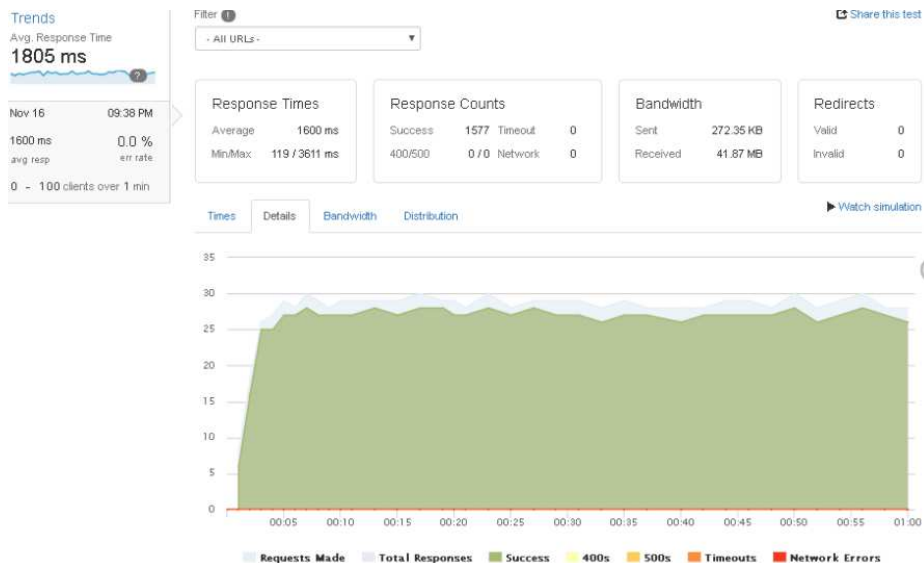 Trends
Avg. Response Time
1805 ms
?
Nov 16 09:38 PM
1600 ms 0.0 %
avg resp err rate
0 - 100 clients over 1 min
Filter !
- All URLs -
Share this test
Response Times
Average 1600 ms
Min/Max 119 / 3611 ms
Response Counts
Success 1577 Timeout 0
400/500 0 / 0 Network 0
Bandwidth
Sent 272.35 KB
Received 41.87 MB
Redirects
Valid 0
Invalid 0
Times Details Bandwidth Distribution
Watch simulation
35
30
25
20
15
10
5
0
00:05 00:10 00:15 00:20 00:25 00:30 00:35 00:40 00:45 00:50 00:55 01:00
Requests Made Total Responses Success 400s 500s Timeouts Network Errors